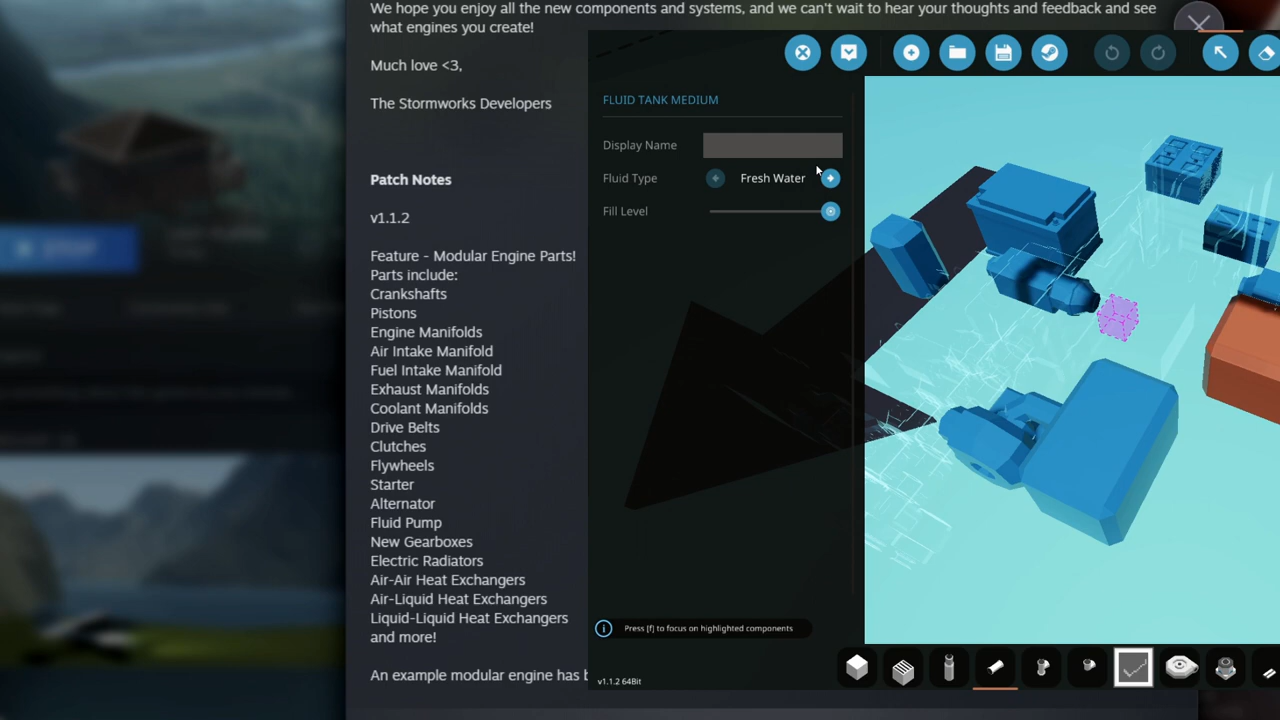 We hope you enjoy all the new components and systems, and we can't wait to hear your thoughts and feedback and see
what engines you create!
Much love <3,
The Stormworks Developers
Patch Notes
v1.1.2
Feature - Modular Engine Parts!
Parts include:
Crankshafts
Pistons
Engine Manifolds
Air Intake Manifold
Fuel Intake Manifold
Exhaust Manifolds
Coolant Manifolds
Drive Belts
Clutches
Flywheels
Starter
Alternator
Fluid Pump
New Gearboxes
Electric Radiators
Air-Air Heat Exchangers
Air-Liquid Heat Exchangers
Liquid-Liquid Heat Exchangers
and more!
An example modular engine has b
FLUID TANK MEDIUM
Display Name
Fluid Type
Fresh Water
Fill Level
Press [f] to focus on highlighted components
v1.1.2 64Bit